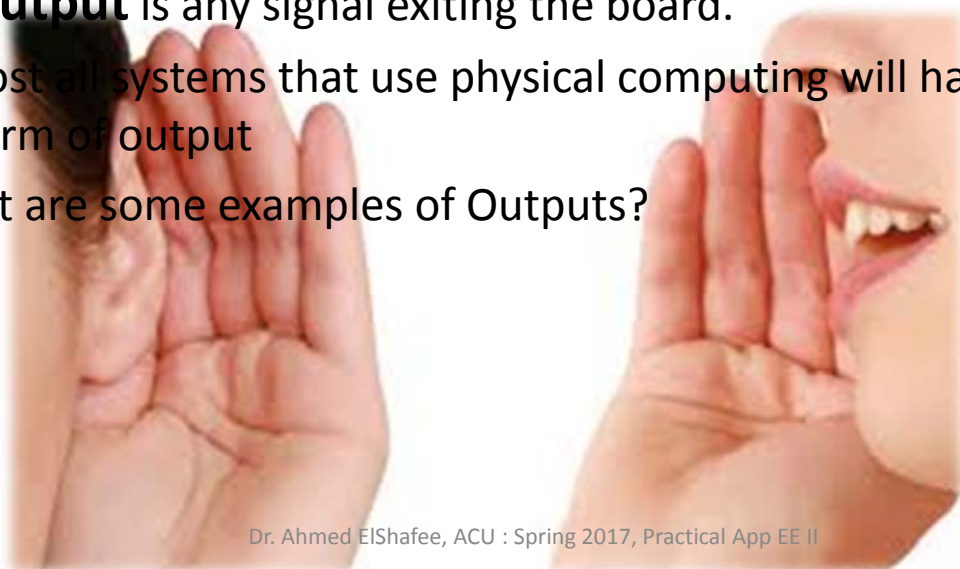 utput is any signal exiting the board.
ost all systems that use physical computing will ha
rm of output
t are some examples of Outputs?
Dr. Ahmed ElShafee, ACU : Spring 2017, Practical App EE II